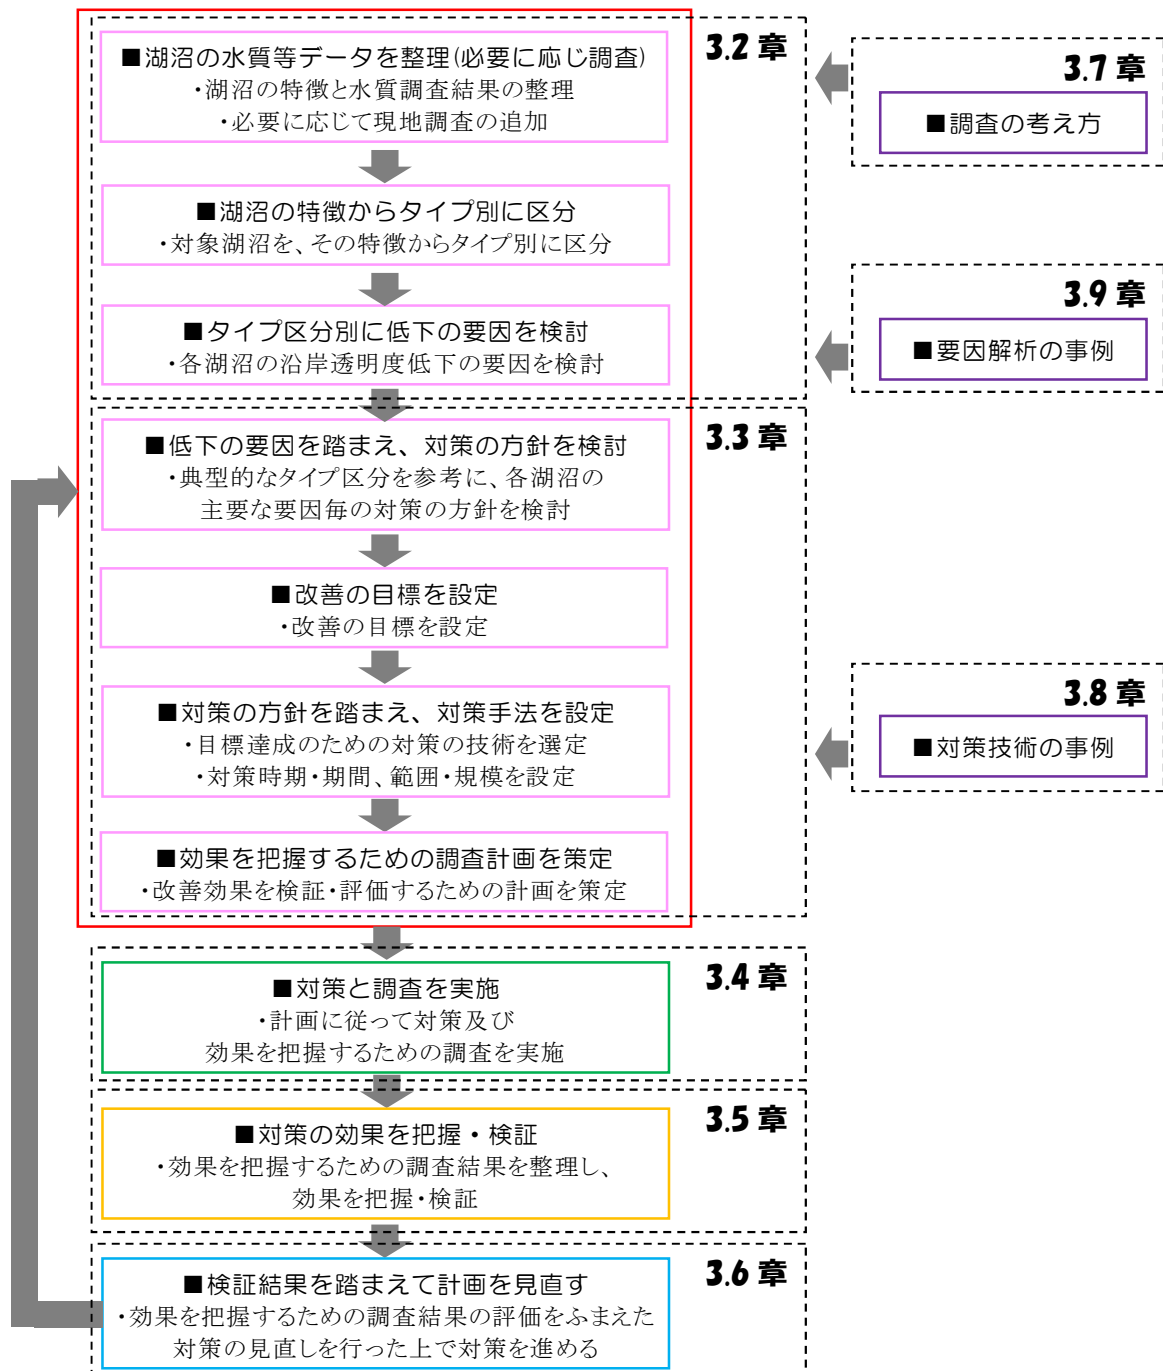 3.2 章
■湖沼の水質等データを整理(必要に応じ調査)
・湖沼の特徴と水質調査結果の整理
・必要に応じて現地調査の追加
■湖沼の特徴からタイプ別に区分
・対象湖沼を、その特徴からタイプ別に区分
■タイプ区分別に低下の要因を検討
・各湖沼の沿岸透明度低下の要因を検討
3.7 章
■調査の考え方
3.9 章
■要因解析の事例
3.3 章
■低下の要因を踏まえ、対策の方針を検討
・典型的なタイプ区分を参考に、各湖沼の
主要な要因毎の対策の方針を検討
■改善の目標を設定
・改善の目標を設定
■対策の方針を踏まえ、対策手法を設定
・目標達成のための対策の技術を選定
・対策時期・期間、範囲・規模を設定
■効果を把握するための調査計画を策定
・改善効果を検証・評価するための計画を策定
3.8 章
■対策技術の事例
3.4 章
■対策と調査を実施
・計画に従って対策及び
効果を把握するための調査を実施
3.5 章
■対策の効果を把握・検証
・効果を把握するための調査結果を整理し、
効果を把握・検証
3.6 章
■検証結果を踏まえて計画を見直す
・効果を把握するための調査結果の評価をふまえた
対策の見直しを行った上で対策を進める